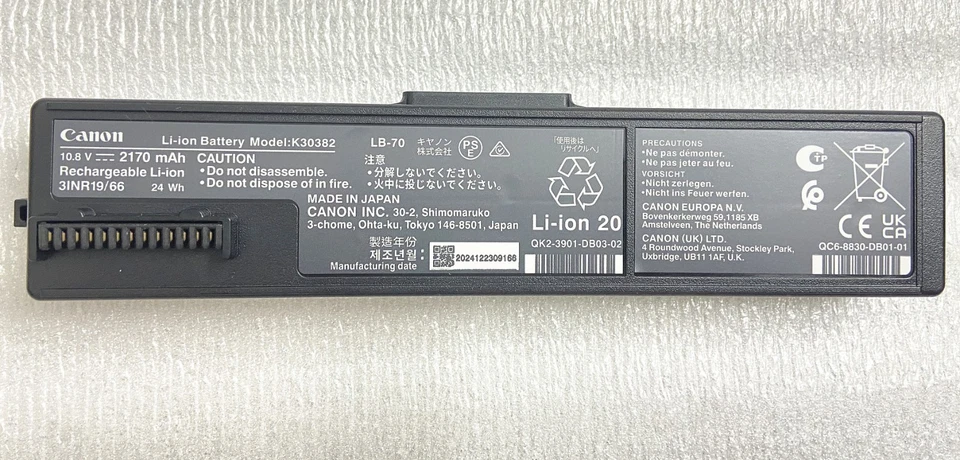 Canon
Li-ion Battery Model:K30382
LB-70
キヤノン
株式会社
PS
E
「使用後は
リサイクルへ」
10.8 V ⎓ 2170 mAh
Rechargeable Li-ion
3INR19/66 24 Wh
CAUTION
•Do not disassemble.
•Do not dispose of in fire.
注意
•分解しないでください。
•火中に投じないでください。
MADE IN JAPAN
CANON INC. 30-2, Shimomaruko
3-chome, Ohta-ku, Tokyo 146-8501, Japan
Li-ion 20
製造年份
제조년월:
Manufacturing date
2024122309166
QK2-3901-DB03-02
PRECAUTIONS
•Ne pas démonter.
•Ne pas jeter au feu.
VORSICHT
•Nicht zerlegen.
•Nicht ins Feuer werfen.
CANON EUROPA N.V.
Bovenkerkerweg 59,1185 XB
Amstelveen, The Netherlands
CANON (UK) LTD.
4 Roundwood Avenue, Stockley Park,
Uxbridge, UB11 1AF, U.K.
CE
UK
CA
QC6-8830-DB01-01